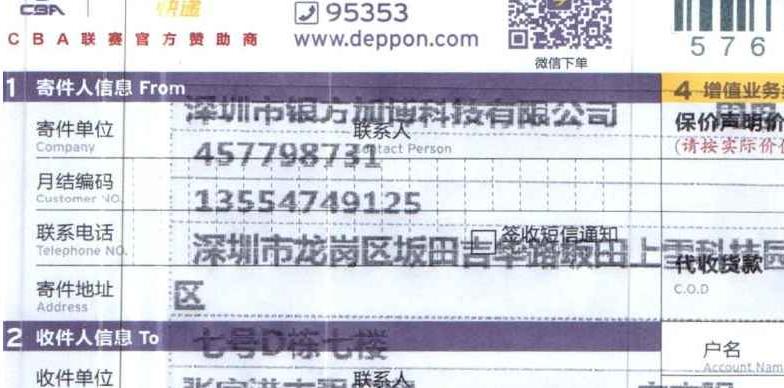 CBA 快递
95353
CBA联赛官方赞助商
www.deppon.com
微信下单
576
1 寄件人信息 From
4 增值业务
深圳市银方加博科技有限公司
寄件单位
Company
联系人
Contact Person
保价声明价
(请按实际价
457798731
月结编码
Customer NO.
13554749125
联系电话
Telephone NO.
签收短信通知
深圳市龙岗区坂田吉华路坂田上雪科技园
代收货款
C.O.D
寄件地址
Address
区
2 收件人信息 To
七号D栋七楼
户名
Account Name
收件单位
联系人